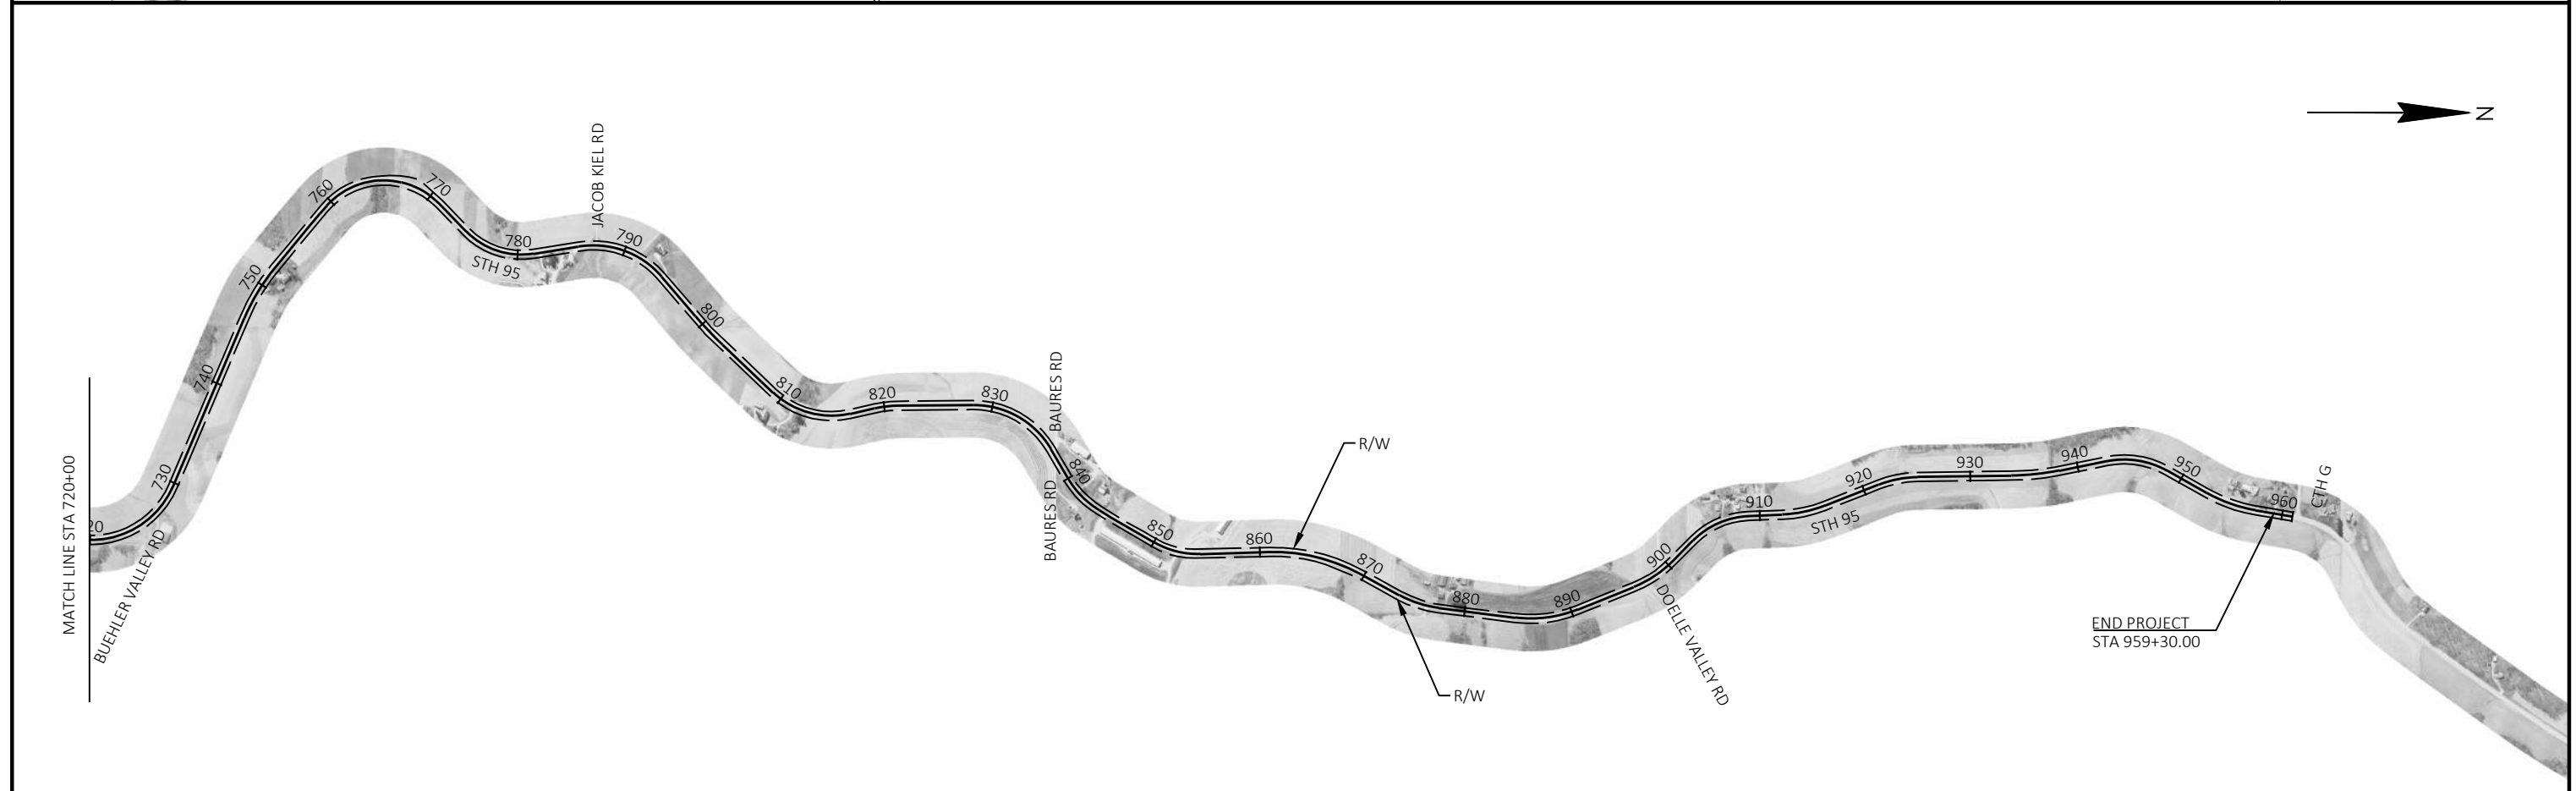 N
JACOB KIEL RD
760
770
780
790
STH 95
750
800
740
810
820
830
BAURES RD
MATCH LINE STA 720+00
20
730
BUEHLER VALLEY RD
840
BAURES RD
850
860
R/W
870
880
890
R/W
900
DOELLE VALLEY RD
910
STH 95
920
930
940
950
960
CTH G
END PROJECT
STA 959+30.00